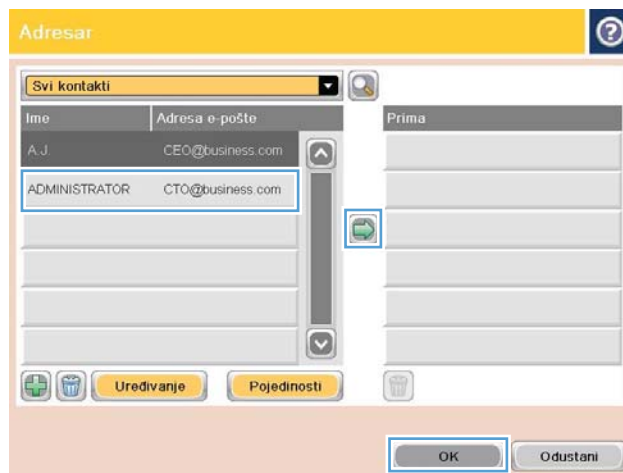 Adresar
Svi kontakti
Ime Adresa e-pošte Prima
A.J. CEO@business.com
ADMINISTRATOR CTO@business.com
Uređivanje Pojedinosti
OK Odustani